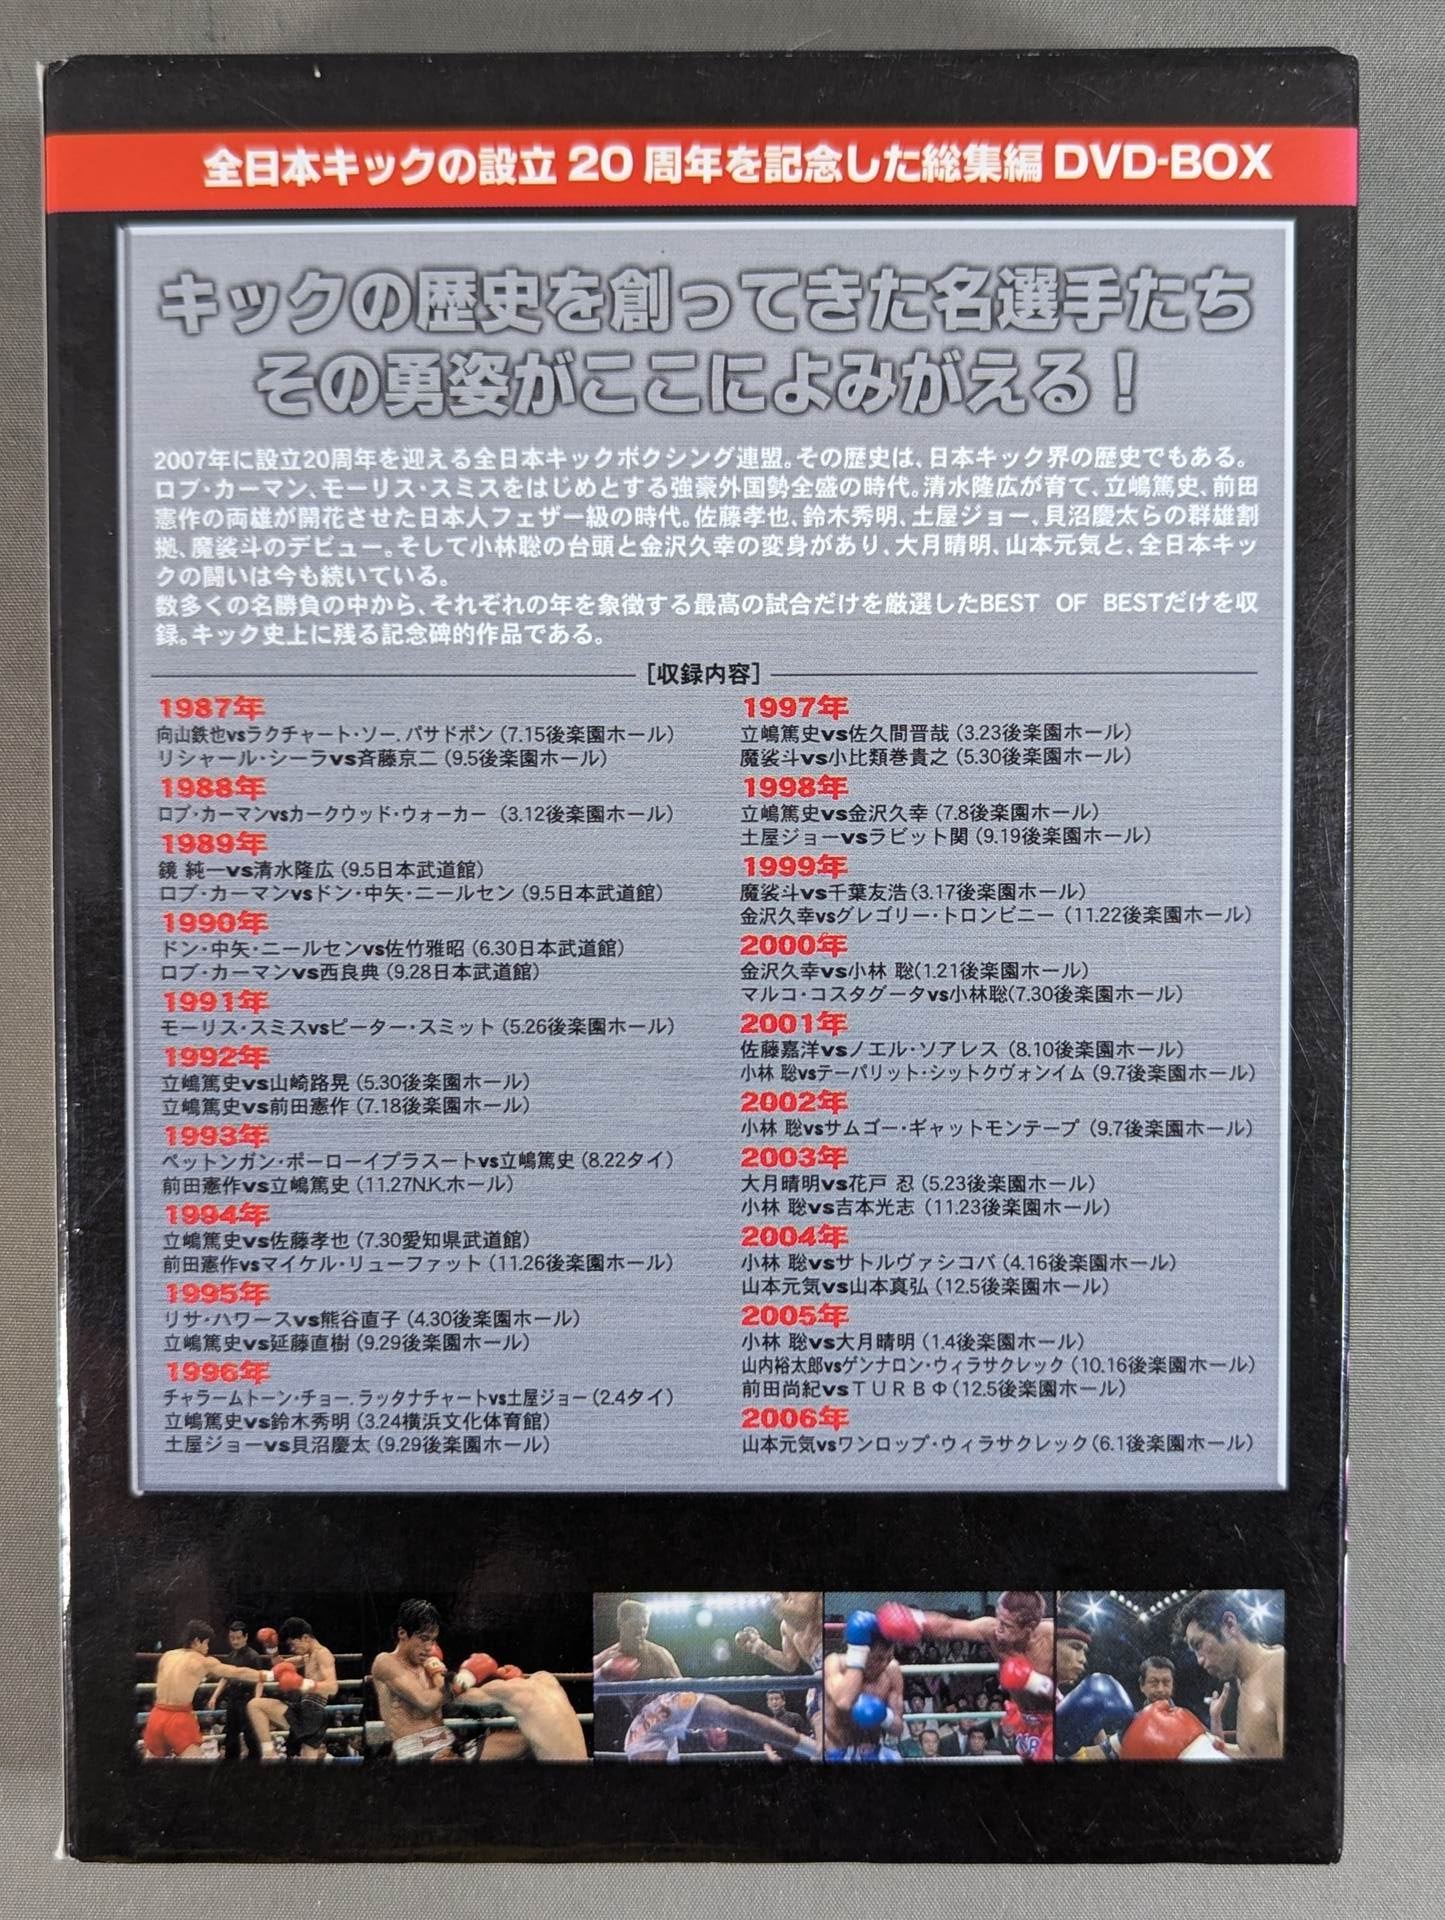 全日本キックの設立 20 周年を記念した総集編 DVD-BOX
キックの歴史を創ってきた名選手たち
その勇姿がここによみがえる！
2007年に設立20周年を迎える全日本キックボクシング連盟。その歴史は、日本キック界の歴史でもある。
ロブ・カーマン、モーリス・スミスをはじめとする強豪外国勢全盛の時代。清水隆広が育て、立嶋篤史、前田
憲作の両雄が開花させた日本人フェザー級の時代。佐藤孝也、鈴木秀明、土屋ジョー、貝沼慶太らの群雄割
拠、魔裟斗のデビュー。そして小林聡の台頭と金沢久幸の変身があり、大月晴明、山本元気と、全日本キッ
クの闘いは今も続いている。
数多くの名勝負の中から、それぞれの年を象徴する最高の試合だけを厳選したBEST OF BESTだけを収
録。キック史上に残る記念碑的作品である。
[収録内容]
1987年
向山鉄也vsラクチャート・ソー.パサドポン (7.15後楽園ホール)
リシャール・シーラvs斉藤京二 (9.5後楽園ホール)
1988年
ロブ・カーマンvsカークウッド・ウォーカー (3.12後楽園ホール)
1989年
鏡 純一vs清水隆広 (9.5日本武道館)
ロブ・カーマンvsドン・中矢・ニールセン (9.5日本武道館)
1990年
ドン・中矢・ニールセンvs佐竹雅昭 (6.30日本武道館)
ロブ・カーマンvs西良典 (9.28日本武道館)
1991年
モーリス・スミスvsピーター・スミット (5.26後楽園ホール)
1992年
立嶋篤史vs山崎路晃 (5.30後楽園ホール)
立嶋篤史vs前田憲作 (7.18後楽園ホール)
1993年
ペットンガン・ポーローイプラスートvs立嶋篤史 (8.22タイ)
前田憲作vs立嶋篤史 (11.27N.K.ホール)
1994年
立嶋篤史vs佐藤孝也 (7.30愛知県武道館)
前田憲作vsマイケル・リューファット (11.26後楽園ホール)
1995年
リサ・ハワースvs熊谷直子 (4.30後楽園ホール)
立嶋篤史vs延藤直樹 (9.29後楽園ホール)
1996年
チャラームトーン・チョー.ラッタナチャートvs土屋ジョー (2.4タイ)
立嶋篤史vs鈴木秀明 (3.24横浜文化体育館)
土屋ジョーvs貝沼慶太 (9.29後楽園ホール)
1997年
立嶋篤史vs佐久間晋哉 (3.23後楽園ホール)
魔裟斗vs小比類巻貴之 (5.30後楽園ホール)
1998年
立嶋篤史vs金沢久幸 (7.8後楽園ホール)
土屋ジョーvsラビット関 (9.19後楽園ホール)
1999年
魔裟斗vs千葉友浩(3.17後楽園ホール)
金沢久幸vsグレゴリー・トロンビニー (11.22後楽園ホール)
2000年
金沢久幸vs小林 聡(1.21後楽園ホール)
マルコ・コスタグータvs小林聡(7.30後楽園ホール)
2001年
佐藤嘉洋vsノエル・ソアレス (8.10後楽園ホール)
小林 聡vsテーパリット・シットクヴォンイム (9.7後楽園ホール)
2002年
小林 聡vsサムゴー・ギャットモンテープ (9.7後楽園ホール)
2003年
大月晴明vs花戸 忍 (5.23後楽園ホール)
小林 聡vs吉本光志 (11.23後楽園ホール)
2004年
小林 聡vsサトルヴァシコバ (4.16後楽園ホール)
山本元気vs山本真弘 (12.5後楽園ホール)
2005年
小林 聡vs大月晴明 (1.4後楽園ホール)
山内裕太郎vsゲンナロン・ウィラサクレック (10.16後楽園ホール)
前田尚紀vsTURBΦ(12.5後楽園ホール)
2006年
山本元気vsワンロップ・ウィラサクレック(6.1後楽園ホール)